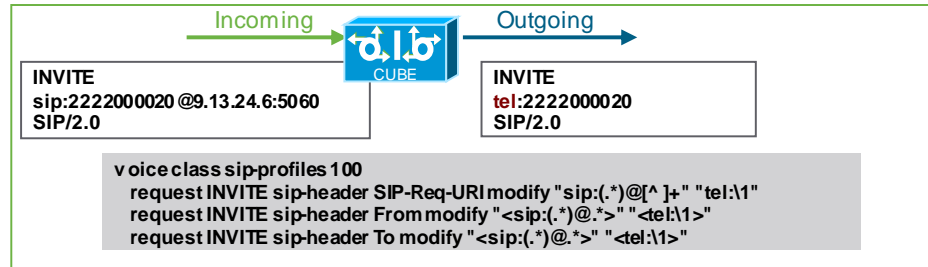 Incoming
Outgoing
CUBE
INVITE
sip:2222000020@9.13.24.6:5060
SIP/2.0
INVITE
tel:2222000020
SIP/2.0
voice class sip-profiles 100
request INVITE sip-header SIP-Req-URI modify "sip:(.*)@[^ ]+" "tel:\1"
request INVITE sip-header From modify "<sip:(.*)@.*>" "<tel:\1>"
request INVITE sip-header To modify "<sip:(.*)@.*>" "<tel:\1>"